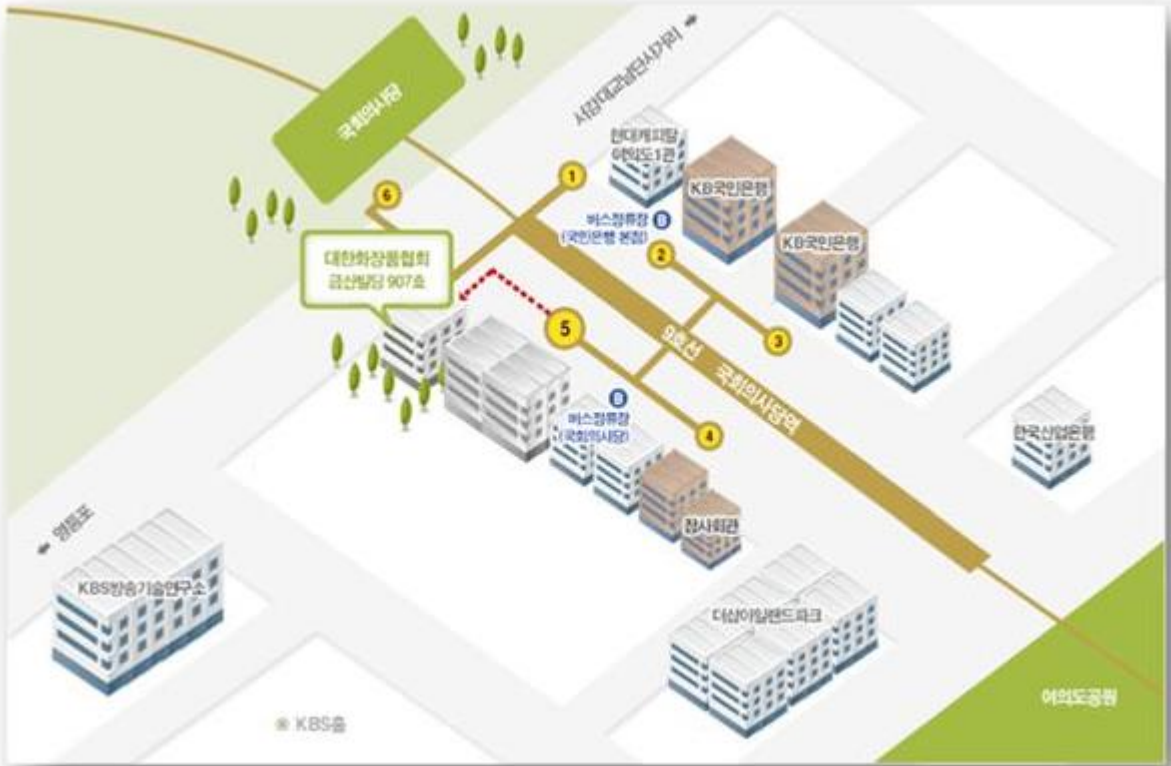 국회의사당
서강대교남단사거리
현대캐피탈
여의도1관
KB국민은행
KB국민은행
1
6
버스정류장 B
(국민은행 본점)
2
대한화장품협회
금산빌딩 907호
5
3
9호선 국회의사당역
B
버스정류장
(국회의사당)
4
한국산업은행
잠사회관
영등포
KBS방송기술연구소
더샵아일랜드파크
여의도공원
KBS홀